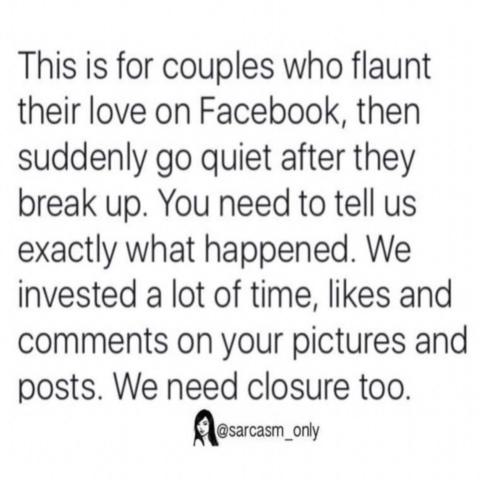 This is for couples who flaunt
their love on Facebook, then
suddenly go quiet after they
break up. You need to tell us
exactly what happened. We
invested a lot of time, likes and
comments on your pictures and
posts. We need closure too.
@sarcasm_only